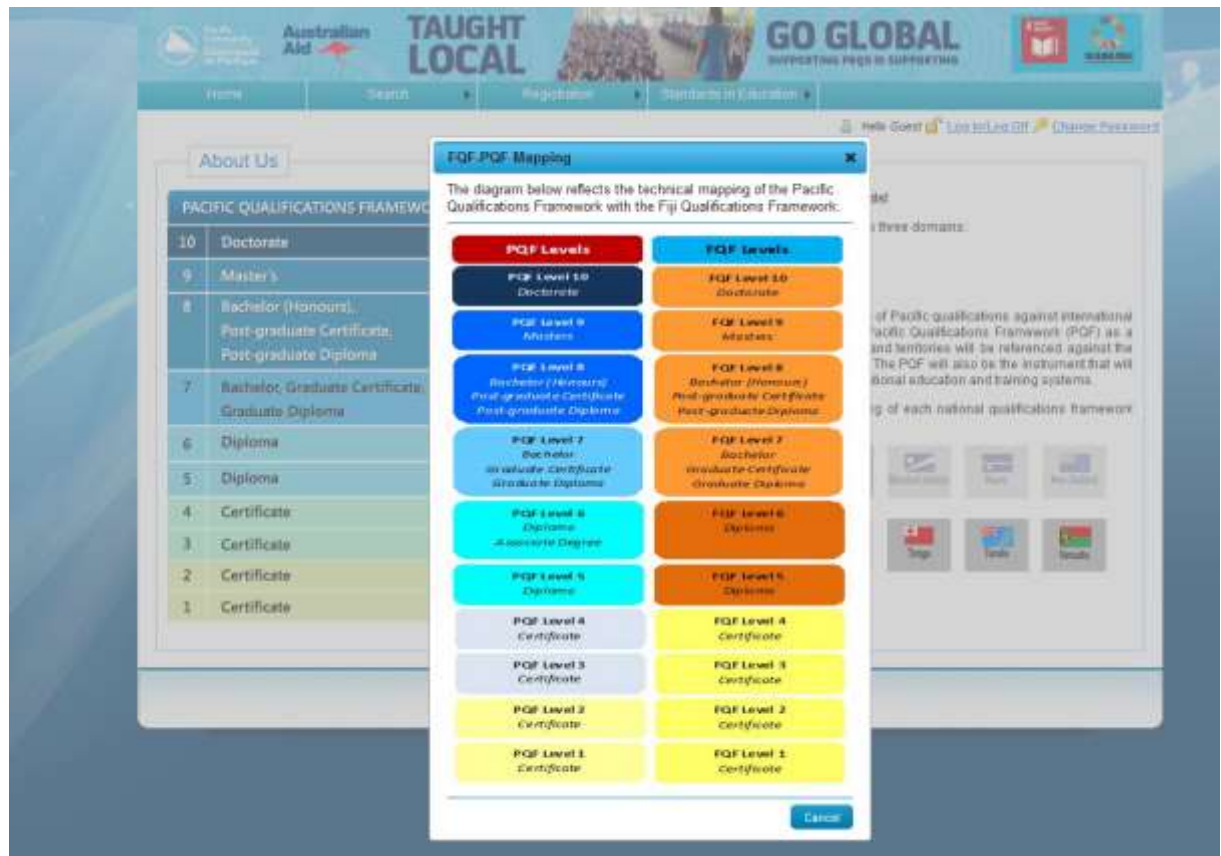 Australian
Aid
TAUGHT
LOCAL
GO GLOBAL
SUPPORTING PEQS IS SUPPORTING
Home
Search
Registration
Standards in Education
Hello Guest
Log In/Log Off
Change Password
About Us
PACIFIC QUALIFICATIONS FRAMEWO
10 Doctorate
9 Master's
8 Bachelor (Honours),
Post-graduate Certificate,
Post-graduate Diploma
7 Bachelor, Graduate Certificate,
Graduate Diploma
6 Diploma
5 Diploma
4 Certificate
3 Certificate
2 Certificate
1 Certificate
FQF-PQF Mapping
The diagram below reflects the technical mapping of the Pacific
Qualifications Framework with the Fiji Qualifications Framework.
PQF Levels
FQF Levels
PQF Level 10
Doctorate
FQF Level 10
Doctorate
PQF Level 9
Masters
FQF Level 9
Masters
PQF Level 8
Bachelor (Honours)
Post-graduate Certificate
Post-graduate Diploma
FQF Level 8
Bachelor (Honours)
Post-graduate Certificate
Post-graduate Diploma
PQF Level 7
Bachelor
Graduate Certificate
Graduate Diploma
FQF Level 7
Bachelor
Graduate Certificate
Graduate Diploma
PQF Level 6
Diploma
Associate Degree
FQF Level 6
Diploma
PQF Level 5
Diploma
FQF Level 5
Diploma
PQF Level 4
Certificate
FQF Level 4
Certificate
PQF Level 3
Certificate
FQF Level 3
Certificate
PQF Level 2
Certificate
FQF Level 2
Certificate
PQF Level 1
Certificate
FQF Level 1
Certificate
Cancel
three domains:
of Pacific qualifications against international
Pacific Qualifications Framework (PQF) as a
and territories will be referenced against the
The PQF will also be the instrument that will
education and training systems.
of each national qualifications framework
Tonga
Tuvalu
Vanuatu